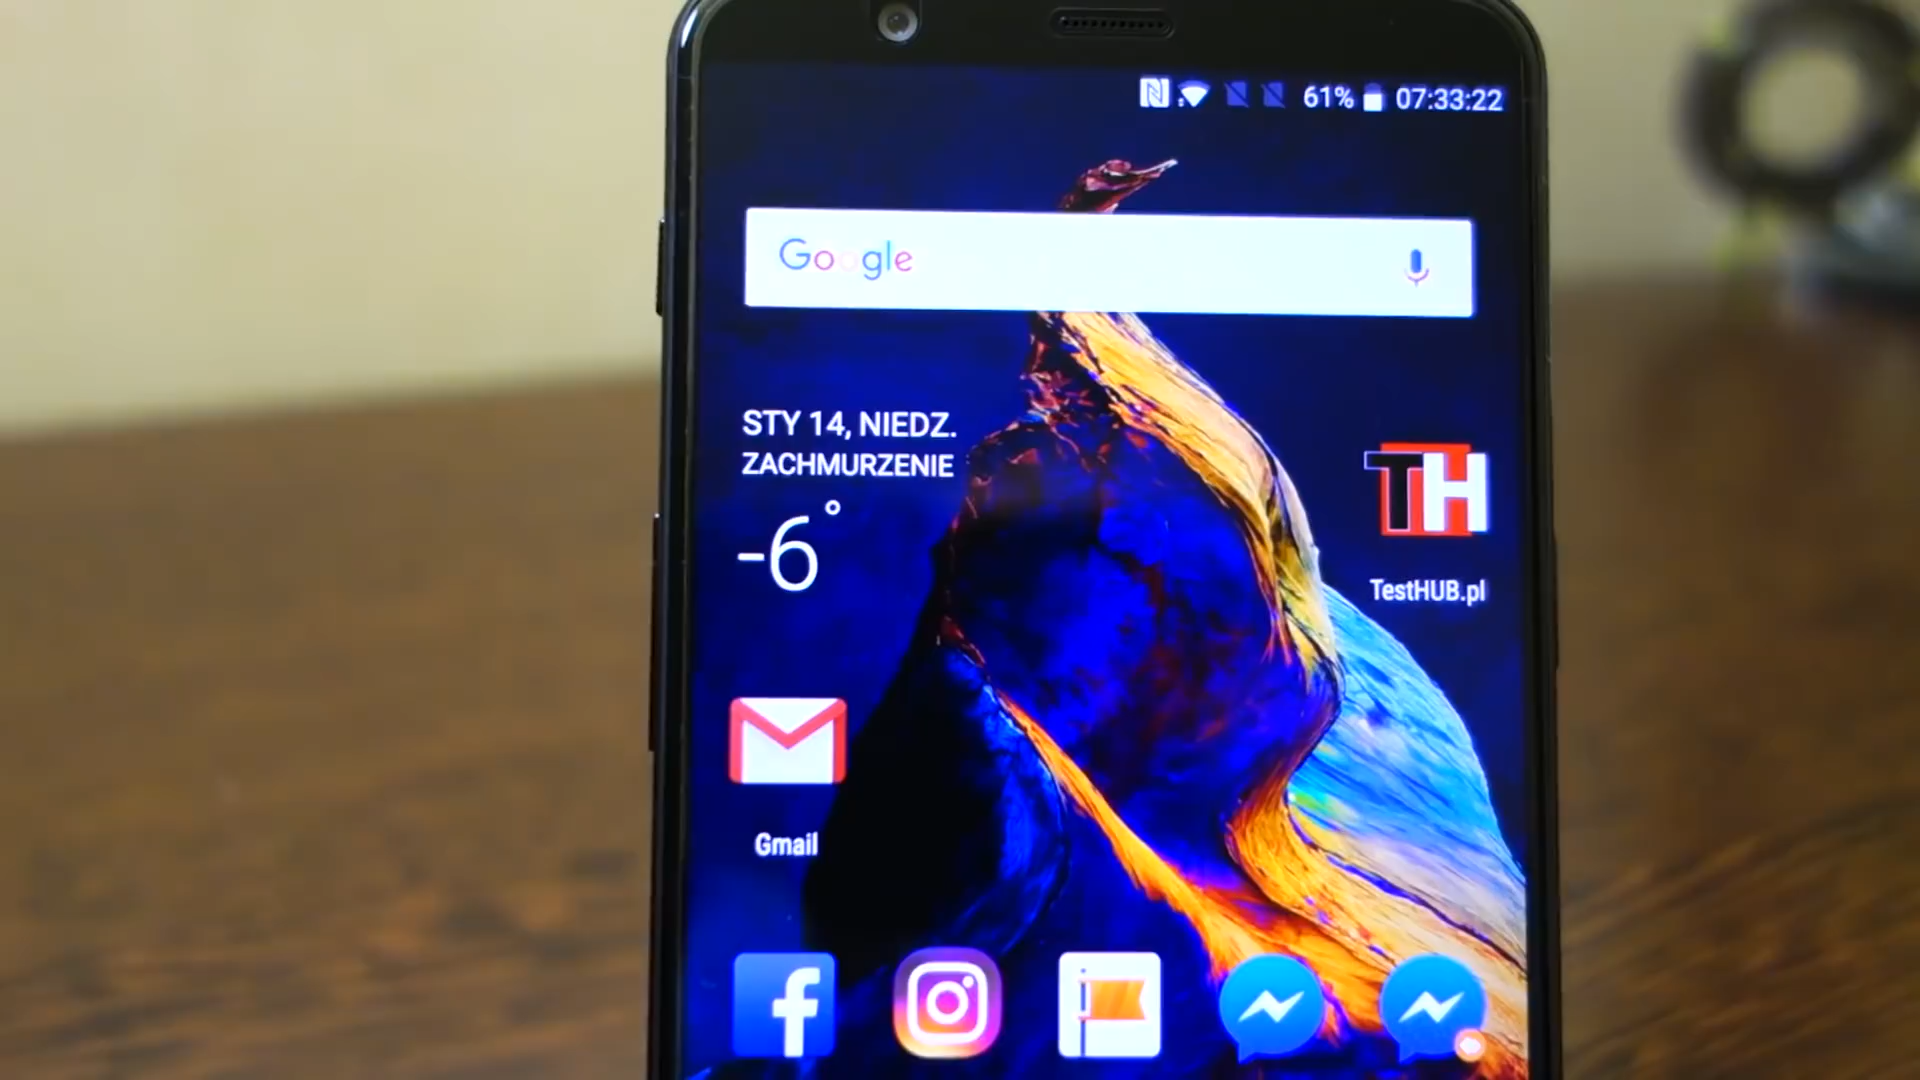 61% 07:33:22
Google
STY 14, NIEDZ.
ZACHMURZENIE
-6°
TH
TestHUB.pl
Gmail